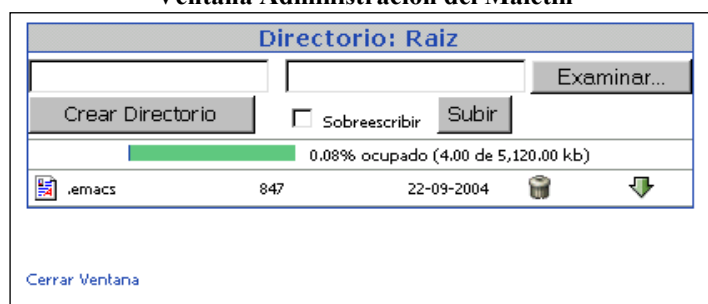 Ventana Administración del Maletín
Directorio: Raiz
Examinar...
Crear Directorio
Sobreescribir
Subir
0.08% ocupado (4.00 de 5,120.00 kb)
.emacs 847 22-09-2004
Cerrar Ventana